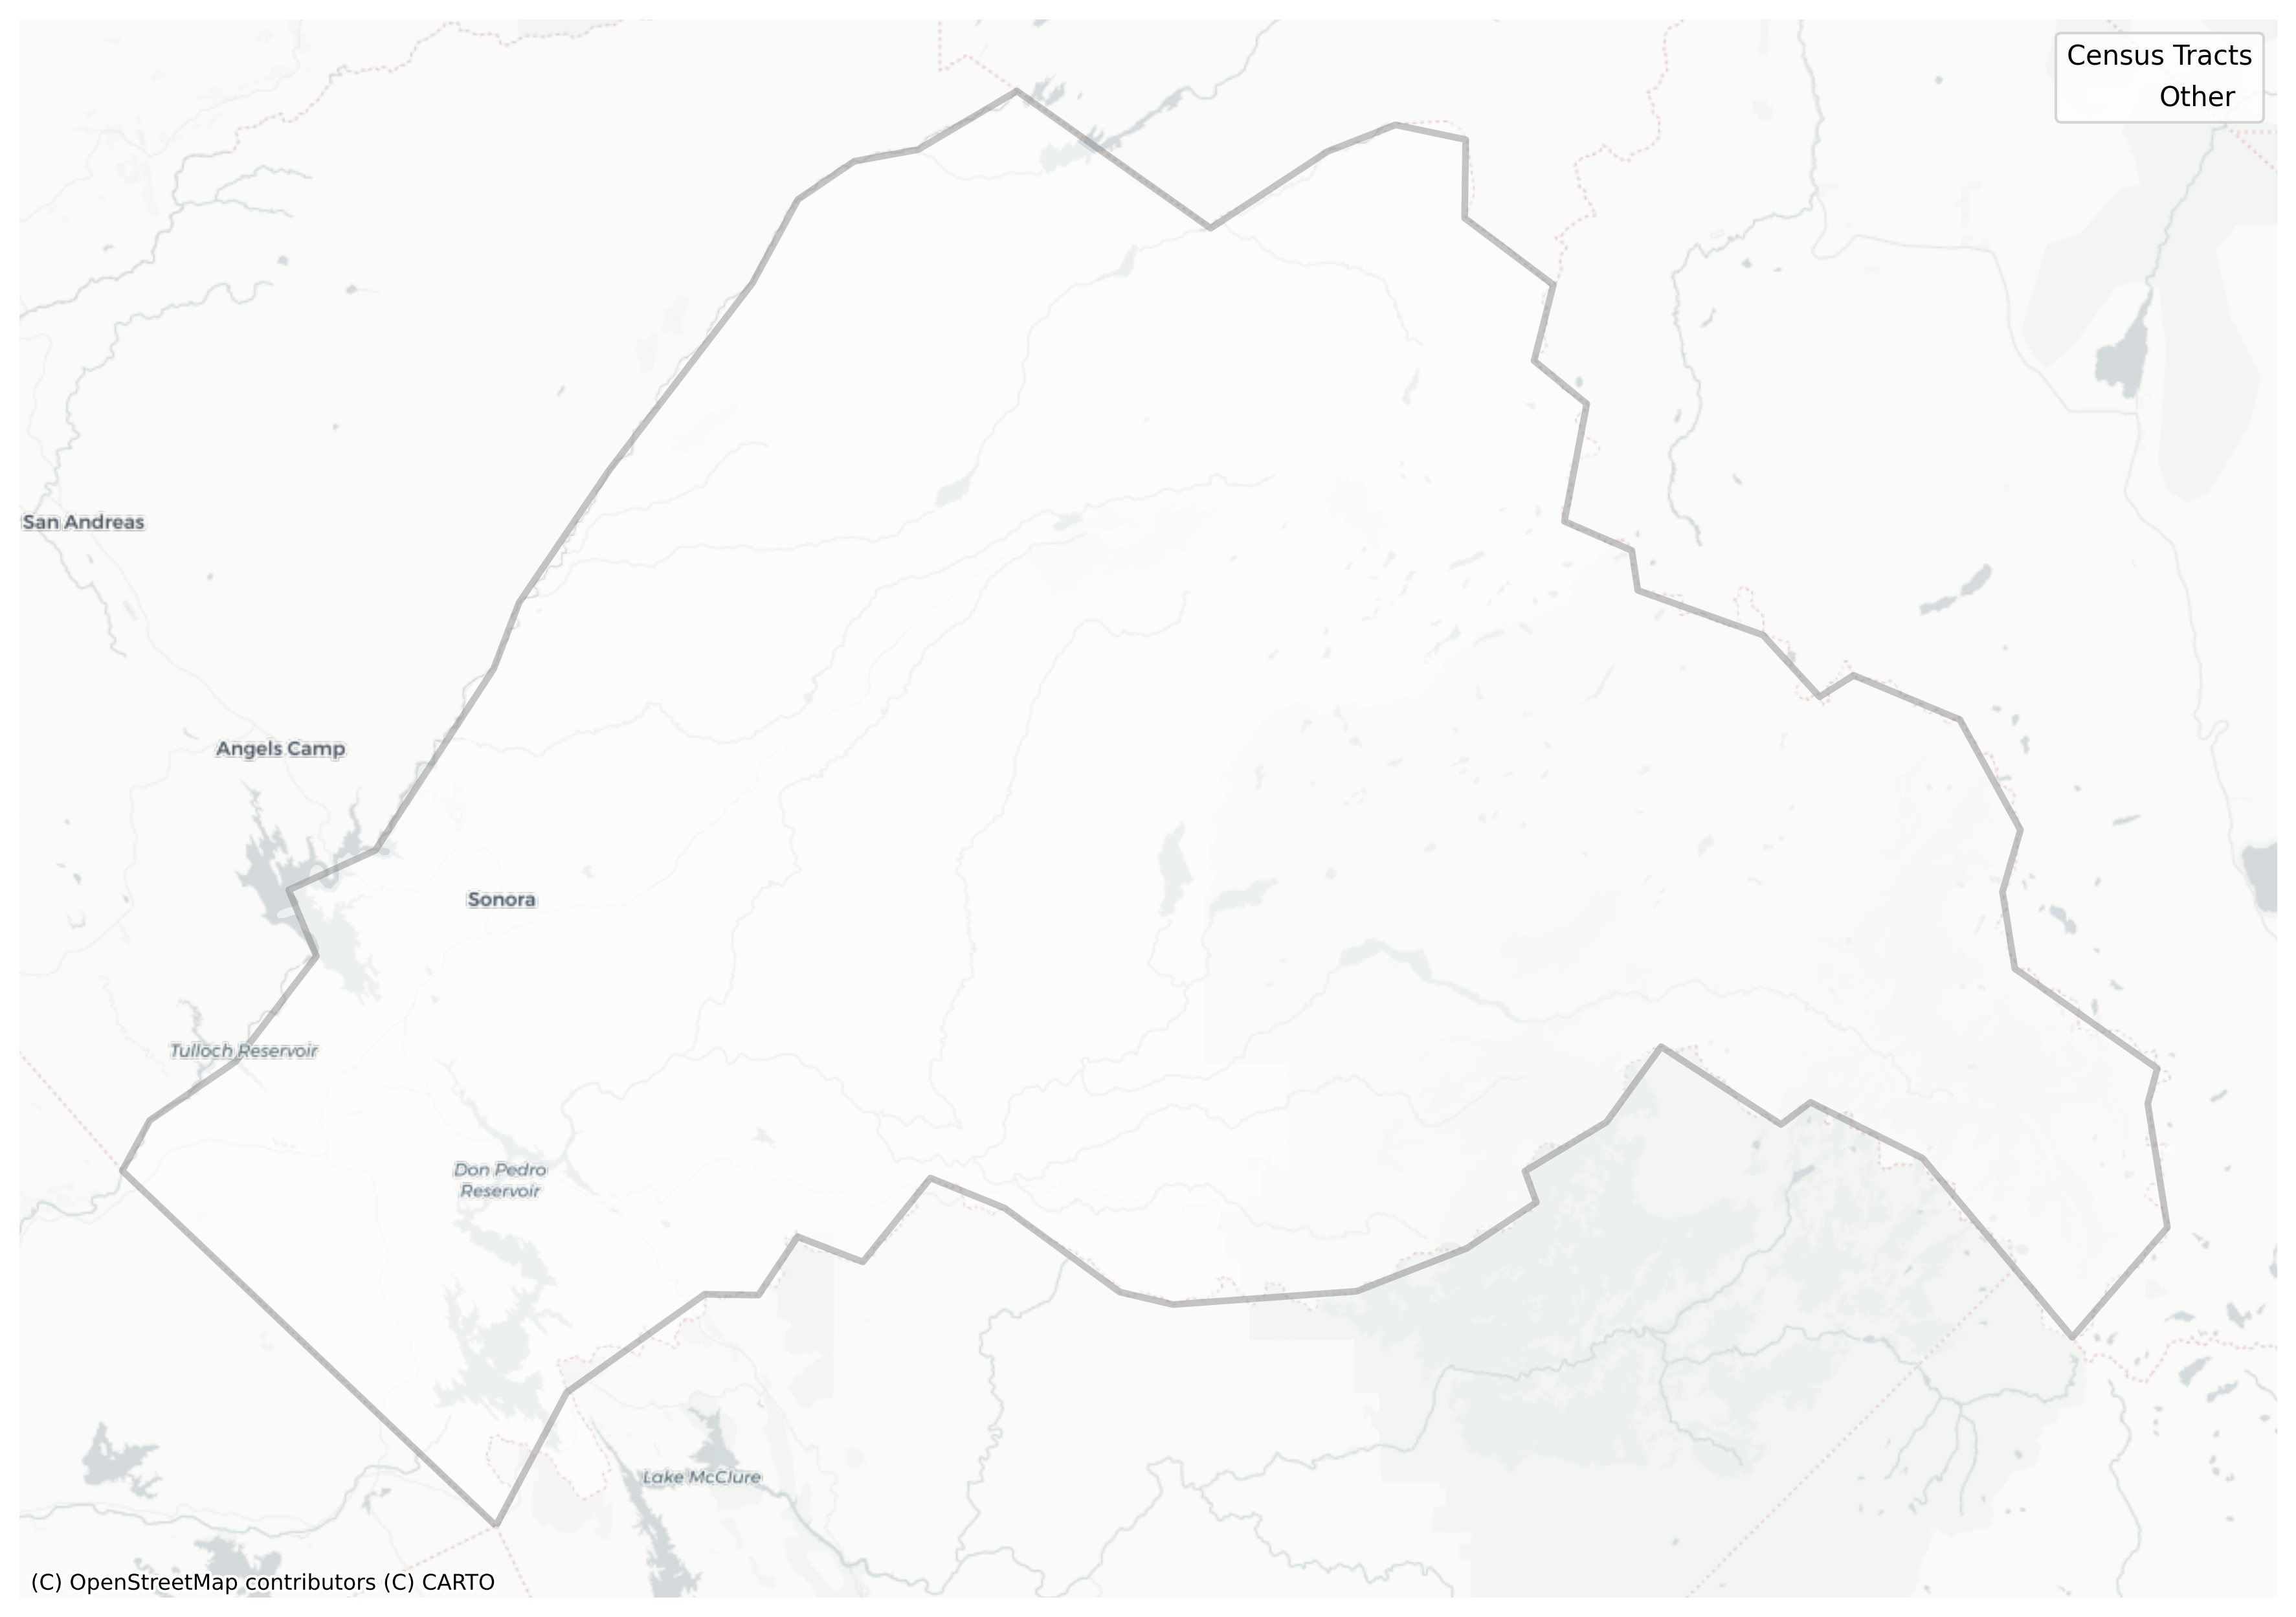 Census Tracts
Other
San Andreas
Angels Camp
Sonora
Tulloch Reservoir
Don Pedro
Reservoir
Lake McClure
(C) OpenStreetMap contributors (C) CARTO